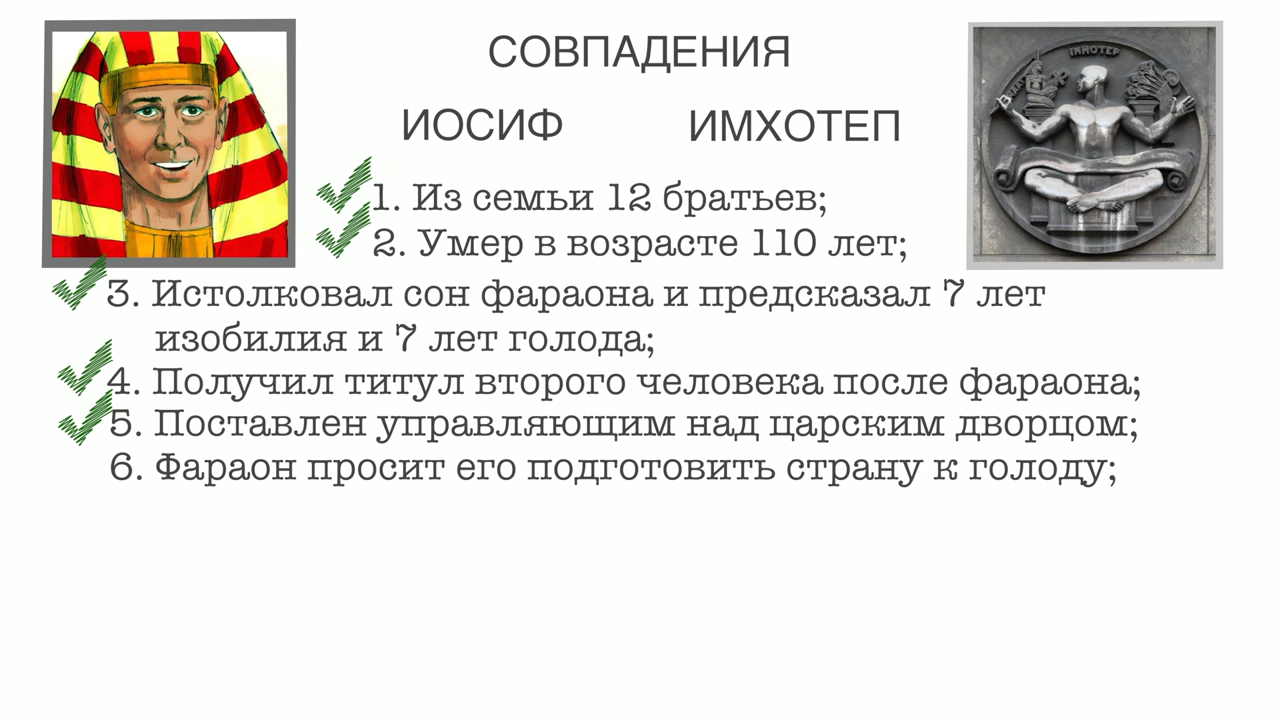 СОВПАДЕНИЯ
ИОСИФ
ИМХОТЕП
1. Из семьи 12 братьев;
2. Умер в возрасте 110 лет;
3. Истолковал сон фараона и предсказал 7 лет
изобилия и 7 лет голода;
4. Получил титул второго человека после фараона;
5. Поставлен управляющим над царским дворцом;
6. Фараон просит его подготовить страну к голоду;
ІМНОТЕР